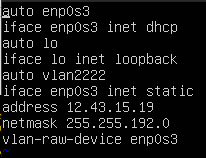 auto enp0s3
iface enp0s3 inet dhcp
auto lo
iface lo inet loopback
auto vlan2222
iface enp0s3 inet static
address 12.43.15.19
netmask 255.255.192.0
vlan-raw-device enp0s3
~